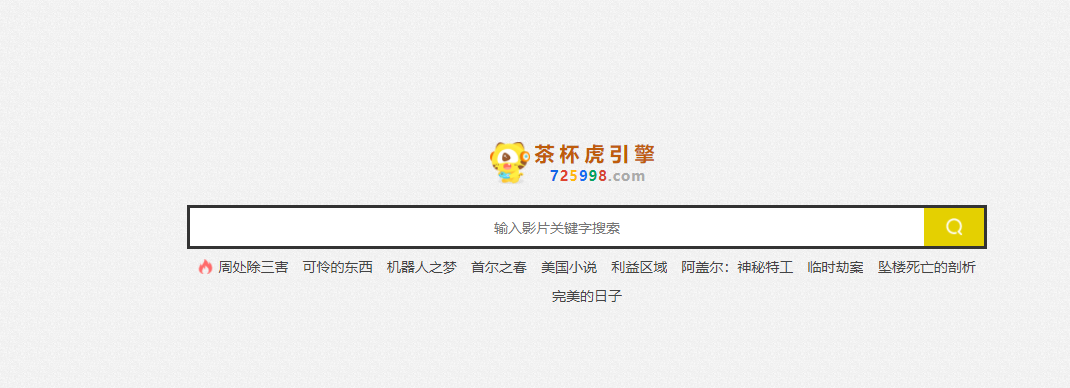 茶杯虎引擎
725998.com
输入影片关键字搜索
周处除三害 可怜的东西 机器人之梦 首尔之春 美国小说 利益区域 阿盖尔：神秘特工 临时劫案 坠楼死亡的剖析
完美的日子